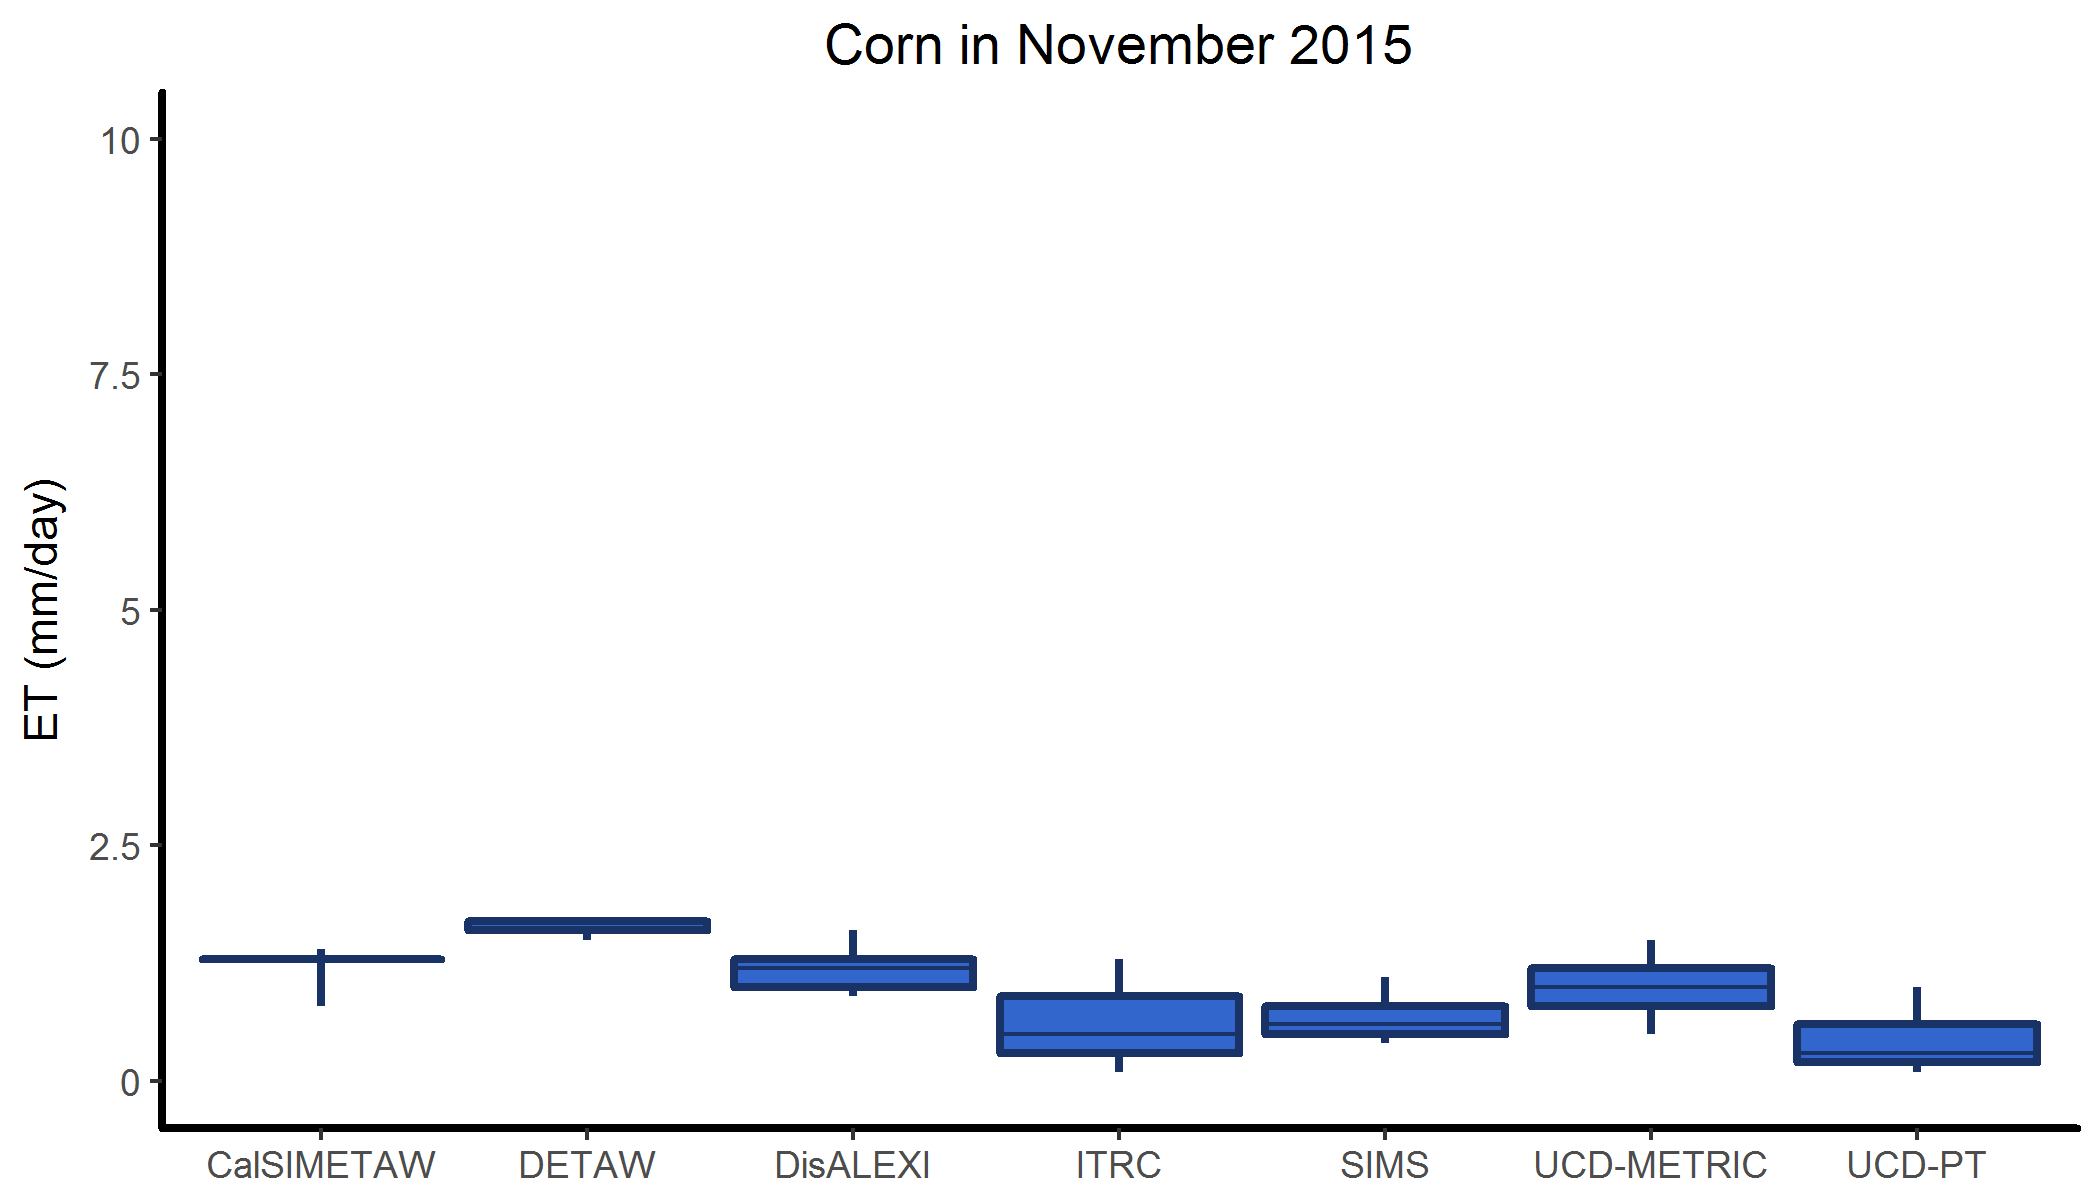 Corn in November 2015
ET (mm/day)
10
7.5
5
2.5
0
CalSIMETAW DETAW DisALEXI ITRC SIMS UCD-METRIC UCD-PT